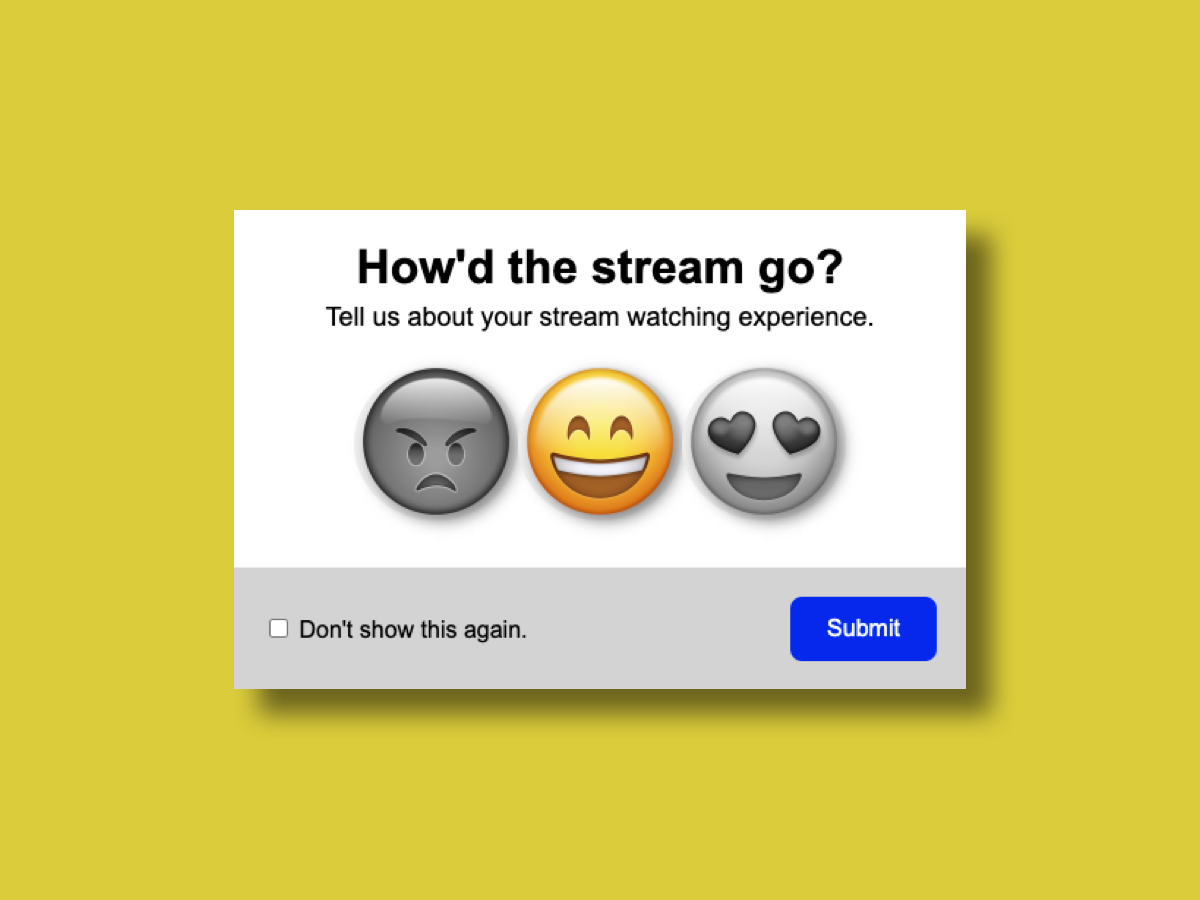 How'd the stream go?
Tell us about your stream watching experience.
Don't show this again.
Submit